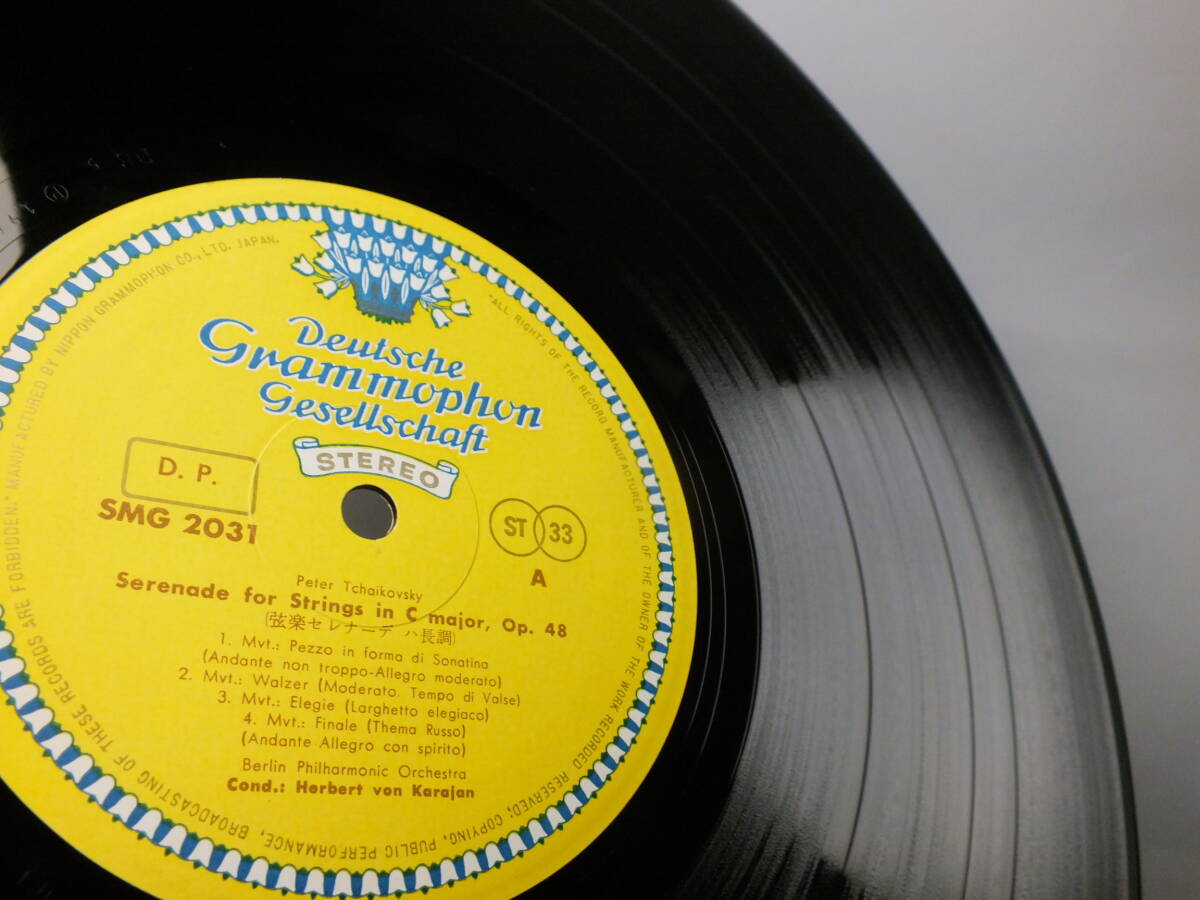 Deutsche
Grammophon
Gesellschaft
STEREO
D. P.
SMG 2031
ST 33
A
Peter Tchaikovsky
Serenade for Strings in C major, Op. 48
(弦楽セレナーデ ハ長調)
1. Mvt.: Pezzo in forma di Sonatina
(Andante non troppo-Allegro moderato)
2. Mvt.: Walzer (Moderato. Tempo di Valse)
3. Mvt.: Elegie (Larghetto elegiaco)
4. Mvt.: Finale (Thema Russo)
(Andante Allegro con spirito)
Berlin Philharmonic Orchestra
Cond.: Herbert von Karajan
"ALL RIGHTS OF THE RECORD MANUFACTURER AND OF THE OWNER OF THE WORK RECORDED RESERVED; COPYING, PUBLIC PERFORMANCE, BROADCASTING OF THESE RECORDS ARE FORBIDDEN." MANUFACTURED BY NIPPON GRAMMOPHON CO., LTD. JAPAN.